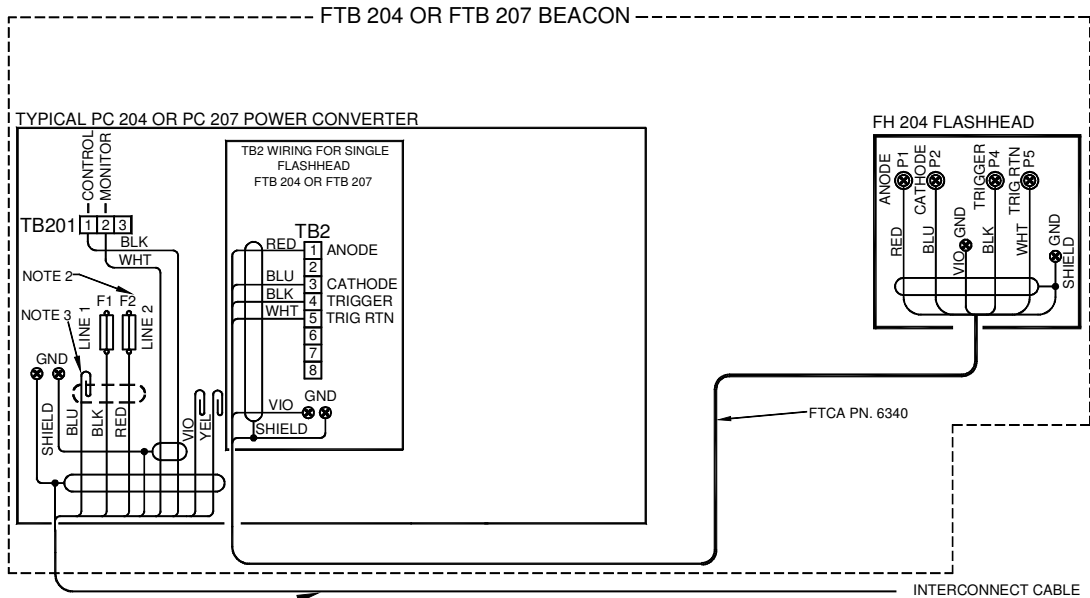 FTB 204 OR FTB 207 BEACON
TYPICAL PC 204 OR PC 207 POWER CONVERTER
CONTROL
MONITOR
TB201 1 2 3
BLK
WHT
NOTE 2
F1 F2
NOTE 3
LINE 1
LINE 2
GND
SHIELD
BLU
BLK
RED
VIO
YEL
TB2 WIRING FOR SINGLE
FLASHHEAD
FTB 204 OR FTB 207
TB2
RED 1 ANODE
2
BLU 3 CATHODE
BLK 4 TRIGGER
WHT 5 TRIG RTN
6
7
8
GND
VIO
SHIELD
FH 204 FLASHHEAD
ANODE P1
CATHODE P2
TRIGGER P4
TRIG RTN P5
RED
BLU
VIO
GND
BLK
WHT
GND
SHIELD
FTCA PN. 6340
INTERCONNECT CABLE